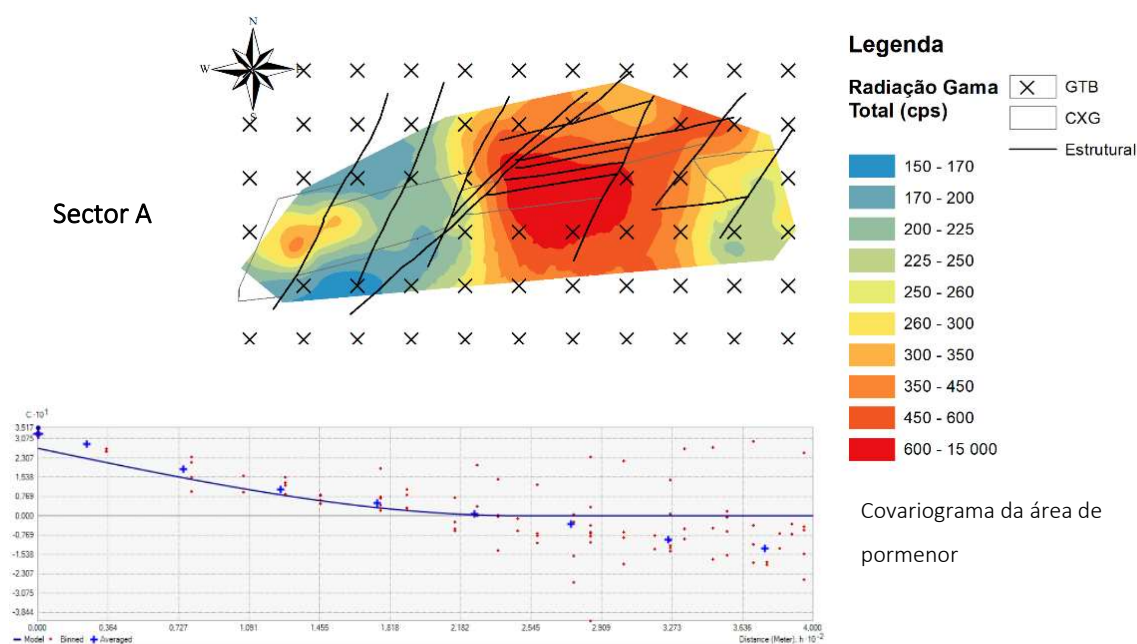 N
W
E
S
Sector A
Legenda
Radiação Gama
Total (cps)
150 - 170
170 - 200
200 - 225
225 - 250
250 - 260
260 - 300
300 - 350
350 - 450
450 - 600
600 - 15 000
GTB
CXG
Estrutural
C ·10¹
3.517
3.075
2.307
1.538
0.769
0.000
-0.769
-1.538
-2.307
-3.075
-3.844
0.000 0.364 0.727 1.091 1.455 1.818 2.182 2.545 2.909 3.273 3.636 4.000
Model Binned Averaged
Distance (Meter), h ·10⁻²
Covariograma da área de
pormenor